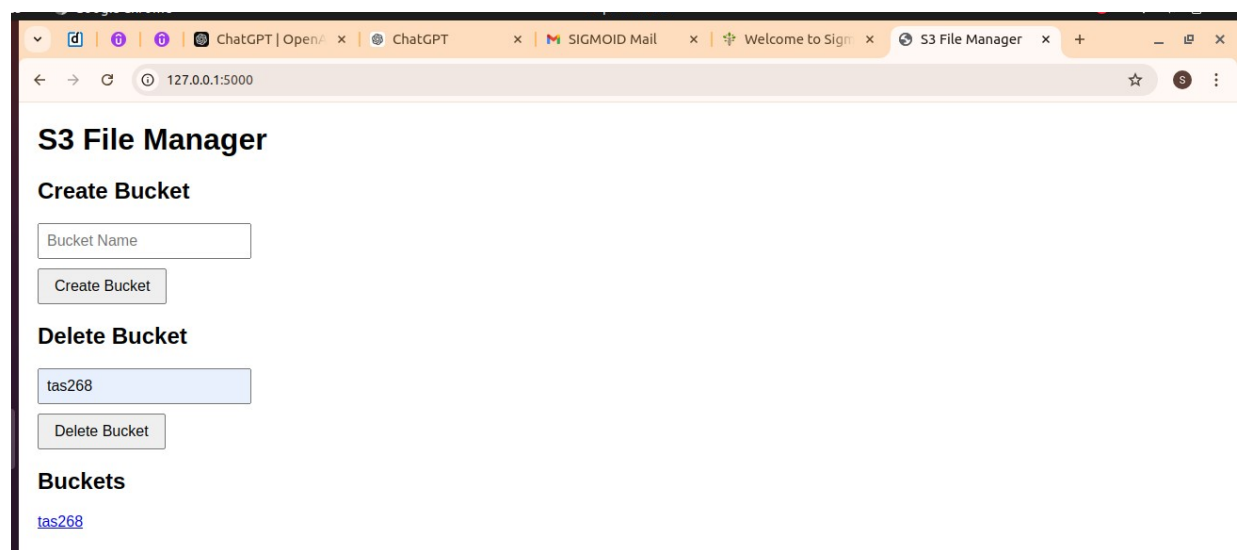 ChatGPT | OpenA ChatGPT SIGMOID Mail Welcome to Sigm S3 File Manager
127.0.0.1:5000 S
S3 File Manager
Create Bucket
Bucket Name
Create Bucket
Delete Bucket
tas268
Delete Bucket
Buckets
tas268